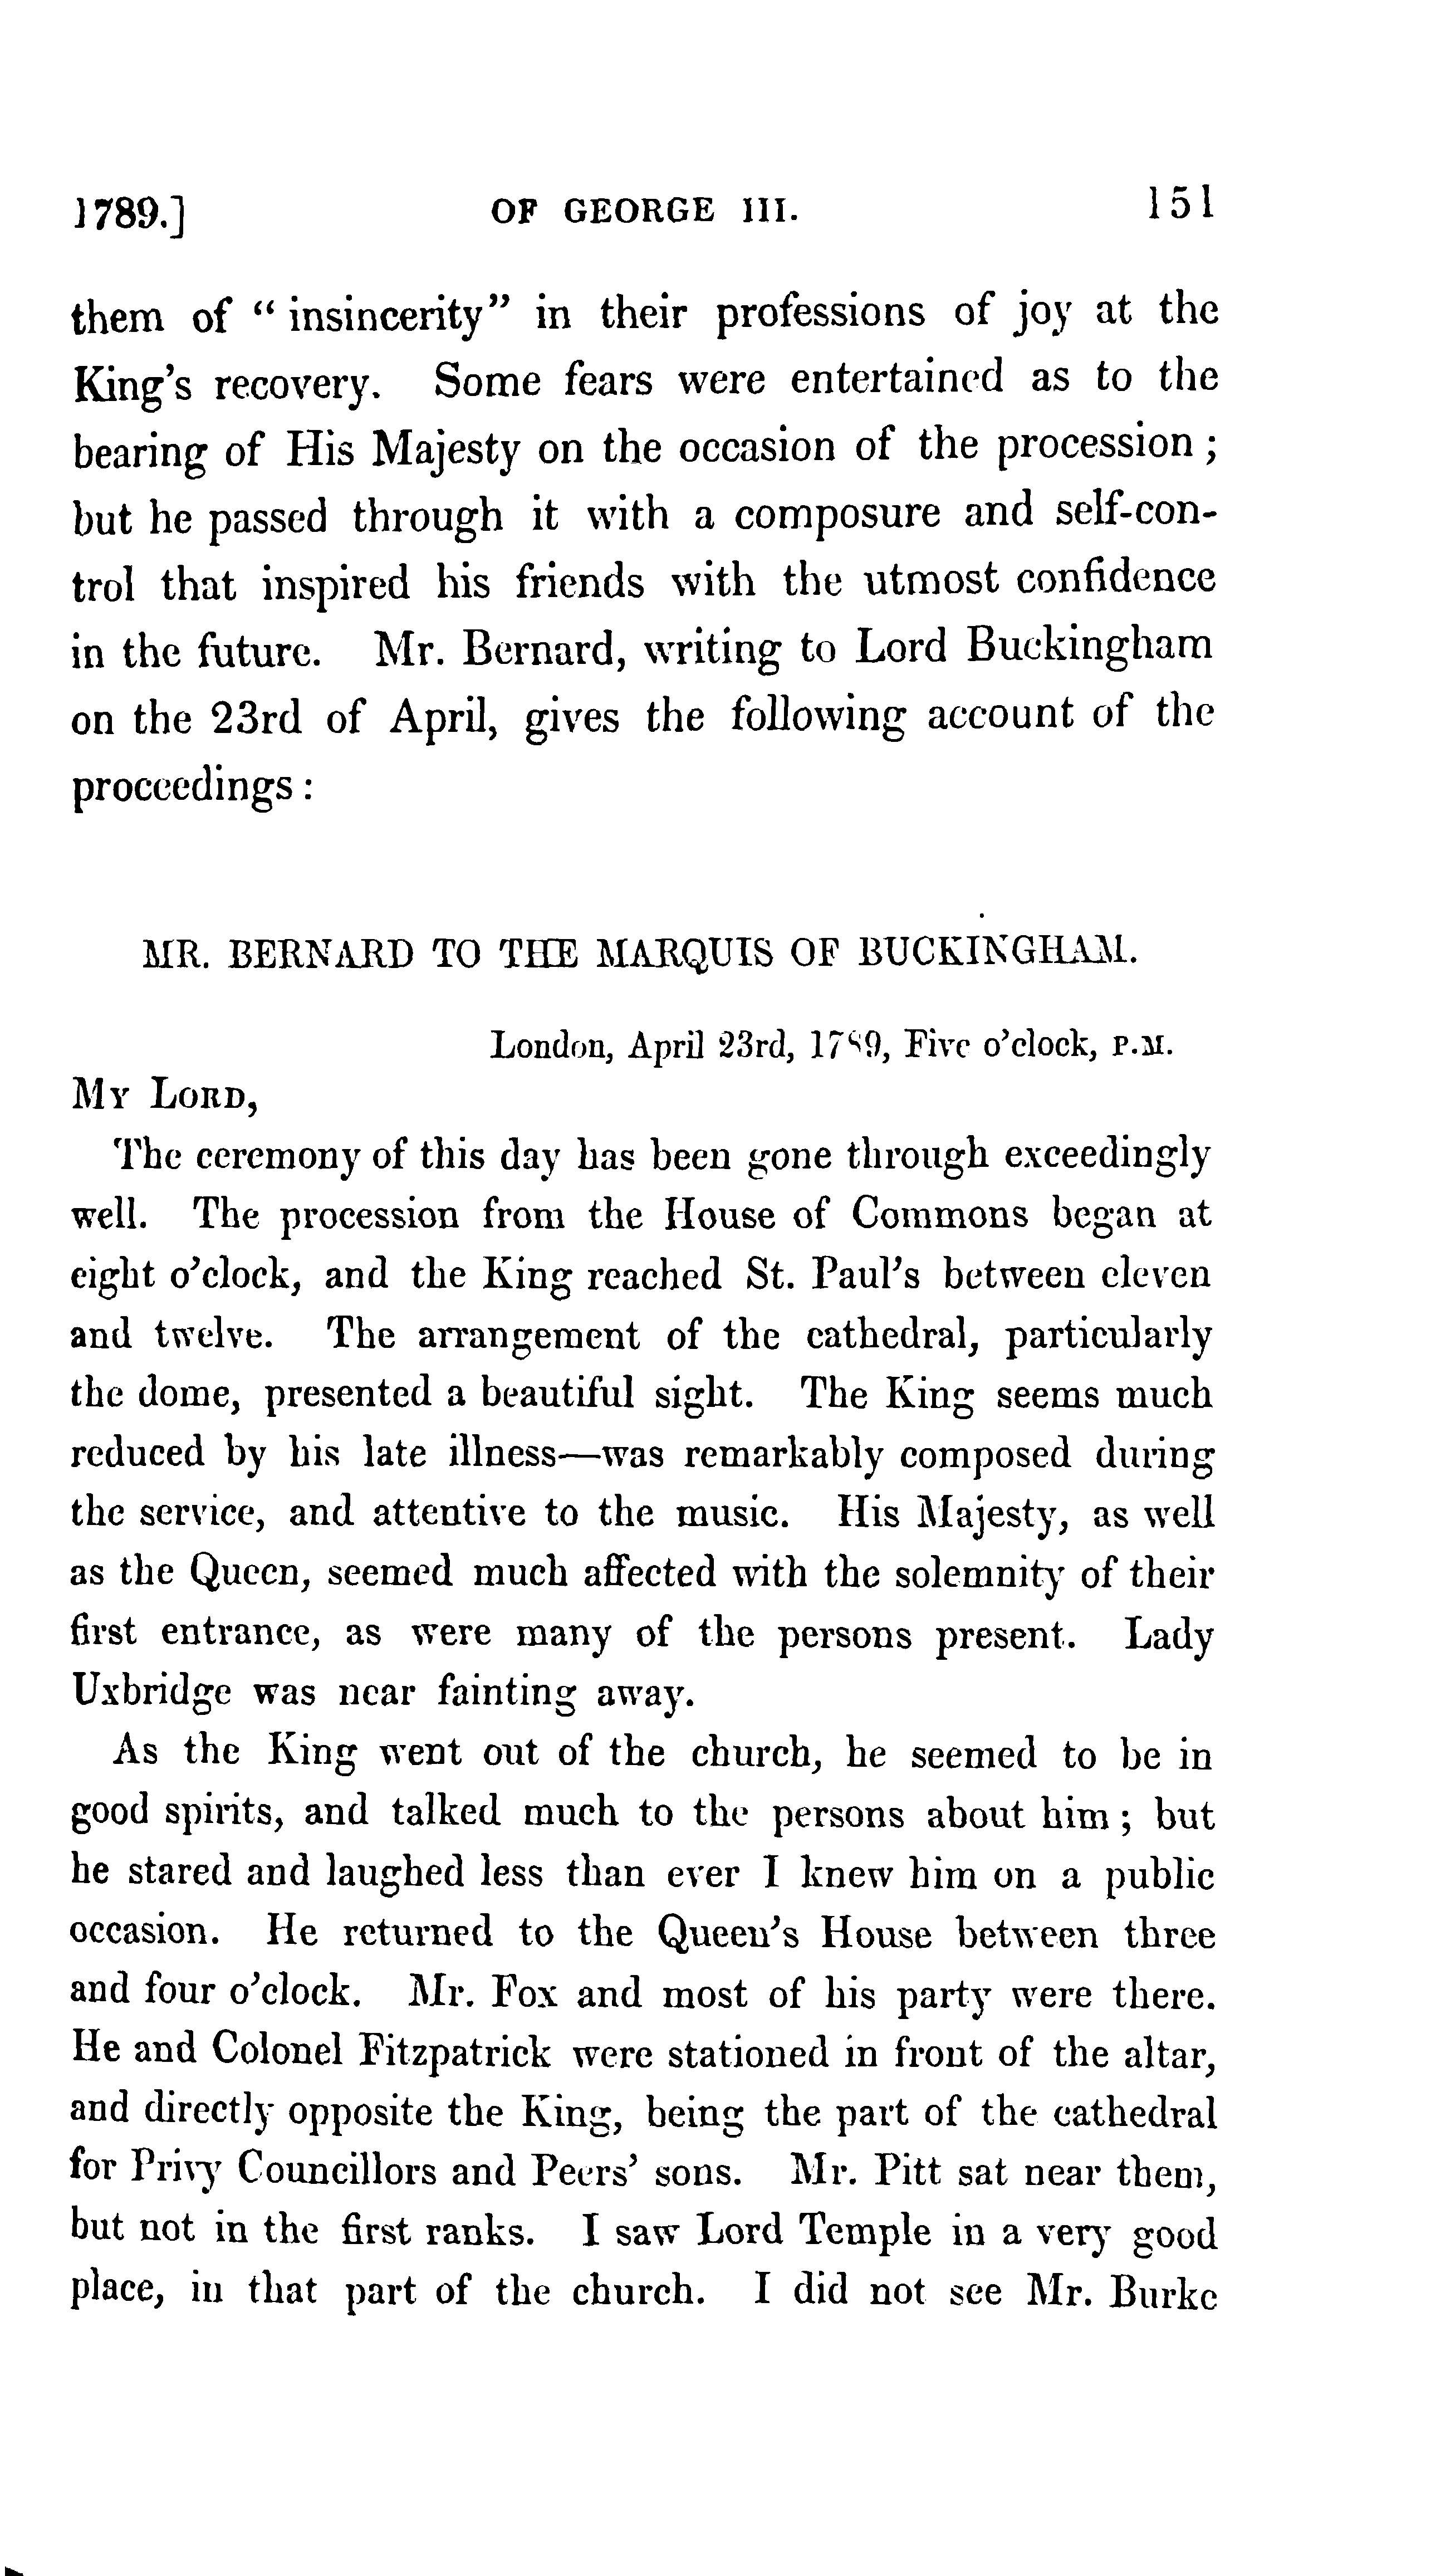 1789.] OF GEORGE III. 151
them of “ insincerity” in their professions of joy at the
King’s recovery. Some fears were entertained as to the
bearing of His Majesty on the occasion of the procession ;
but he passed through it with a composure and self-con-
trol that inspired his friends with the utmost confidence
in the future. Mr. Bernard, writing to Lord Buckingham
on the 23rd of April, gives the following account of the
proceedings :
MR. BERNARD TO THE MARQUIS OF BUCKINGHAM.
London, April 23rd, 1789, Five o’clock, P.M.
MY LORD,
The ceremony of this day has been gone through exceedingly
well. The procession from the House of Commons began at
eight o’clock, and the King reached St. Paul’s between eleven
and twelve. The arrangement of the cathedral, particularly
the dome, presented a beautiful sight. The King seems much
reduced by his late illness—was remarkably composed during
the service, and attentive to the music. His Majesty, as well
as the Queen, seemed much affected with the solemnity of their
first entrance, as were many of the persons present. Lady
Uxbridge was near fainting away.
As the King went out of the church, he seemed to be in
good spirits, and talked much to the persons about him ; but
he stared and laughed less than ever I knew him on a public
occasion. He returned to the Queen’s House between three
and four o’clock. Mr. Fox and most of his party were there.
He and Colonel Fitzpatrick were stationed in front of the altar,
and directly opposite the King, being the part of the cathedral
for Privy Councillors and Peers’ sons. Mr. Pitt sat near them,
but not in the first ranks. I saw Lord Temple in a very good
place, in that part of the church. I did not see Mr. Burke